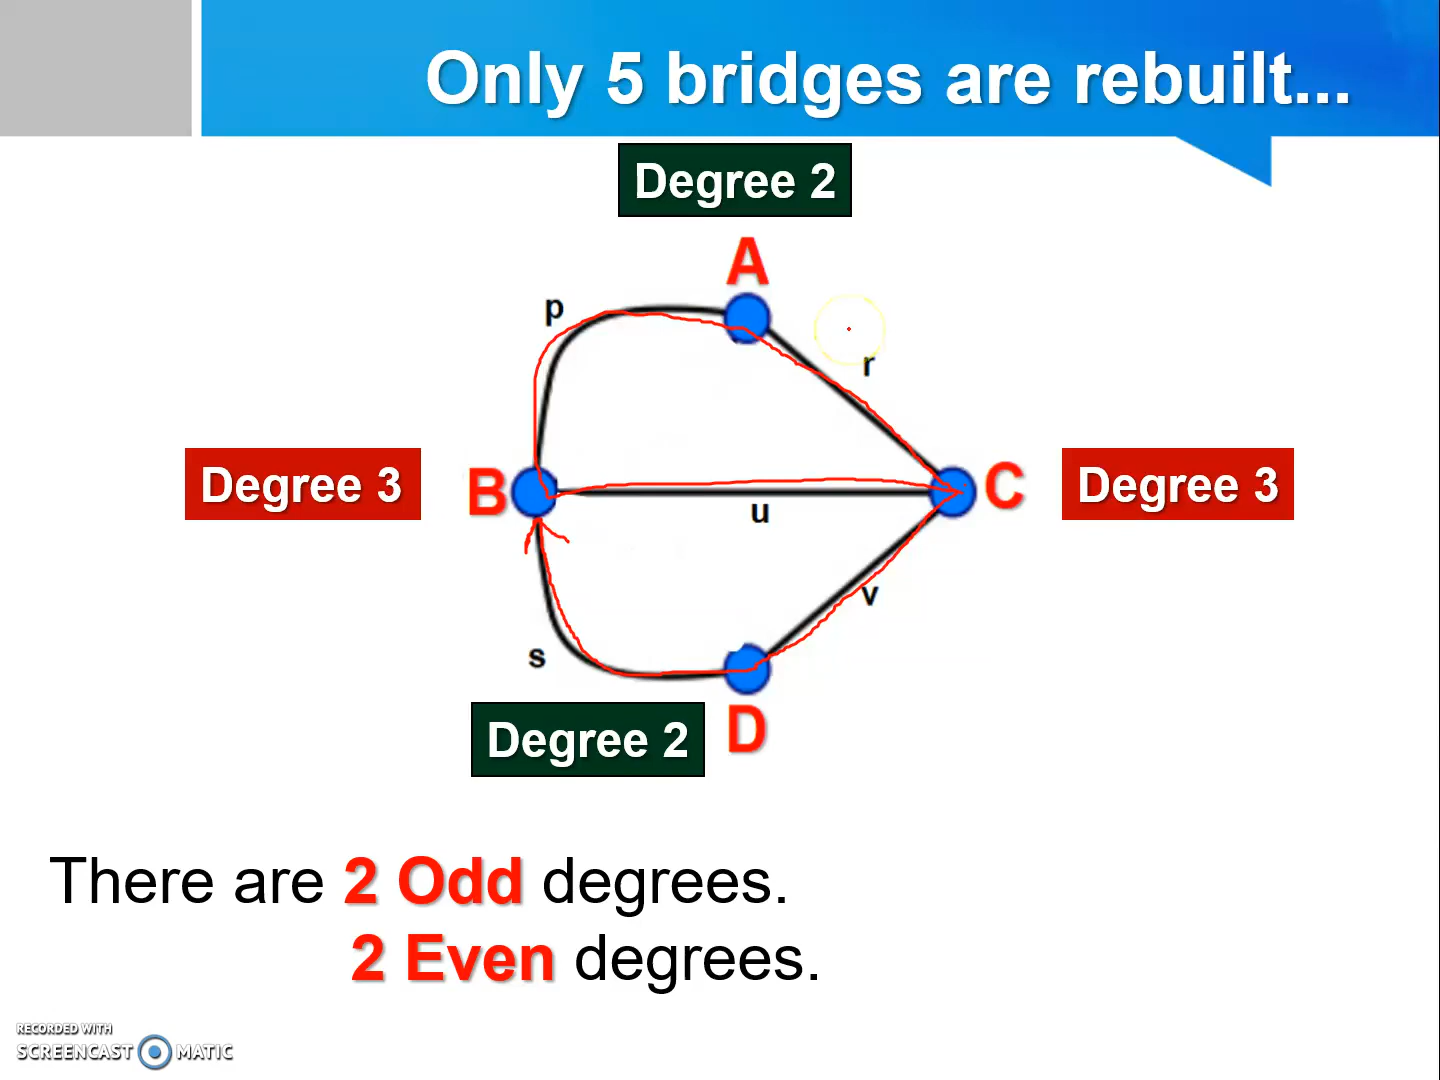 Only 5 bridges are rebuilt...
Degree 2
A
p
r
Degree 3
B
C
Degree 3
u
v
s
Degree 2
D
There are 2 Odd degrees.
2 Even degrees.
RECORDED WITH
SCREENCAST MATIC